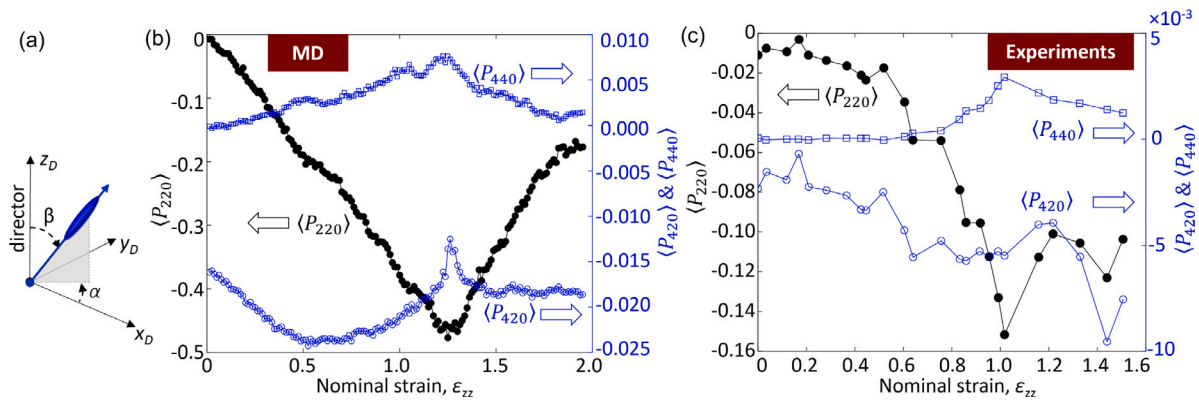 (a)
z_D
director
β
y_D
α
x_D
(b)
MD
⟨P₄₄₀⟩
⟨P₂₂₀⟩
⟨P₄₂₀⟩
0
-0.1
-0.2
-0.3
-0.4
-0.5
⟨P₂₂₀⟩
0 0.5 1.0 1.5 2.0
Nominal strain, ε_zz
0.010
0.005
0.000
-0.005
-0.010
-0.015
-0.020
-0.025
⟨P₄₂₀⟩ & ⟨P₄₄₀⟩
(c)
Experiments
⟨P₂₂₀⟩
⟨P₄₄₀⟩
⟨P₄₂₀⟩
0
-0.02
-0.04
-0.06
-0.08
-0.10
-0.12
-0.14
-0.16
⟨P₂₂₀⟩
0 0.2 0.4 0.6 0.8 1.0 1.2 1.4 1.6
Nominal strain, ε_zz
×10⁻³
5
0
-5
-10
⟨P₄₂₀⟩ & ⟨P₄₄₀⟩